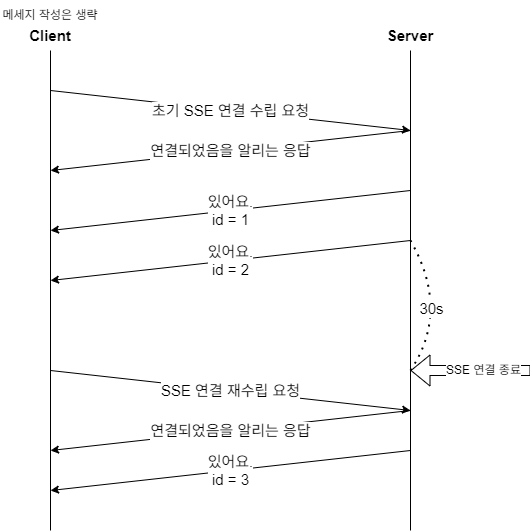 메세지 작성은 생략
Client
Server
초기 SSE 연결 수립 요청
연결되었음을 알리는 응답
있어요.
id = 1
있어요.
id = 2
30s
SSE 연결 종료
SSE 연결 재수립 요청
연결되었음을 알리는 응답
있어요.
id = 3